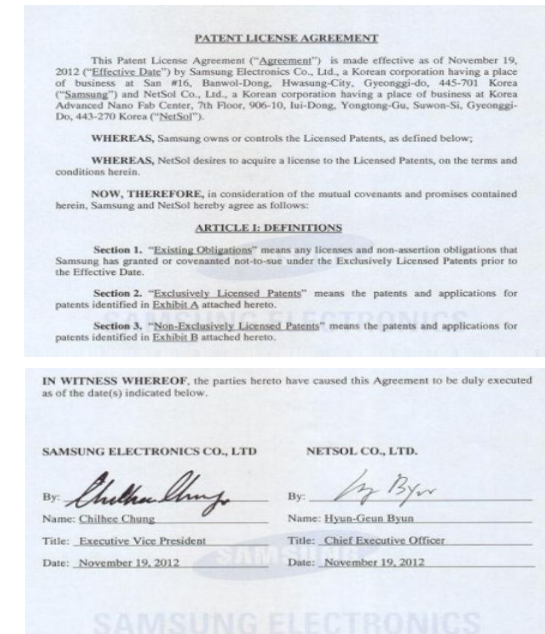 PATENT LICENSE AGREEMENT
This Patent License Agreement ("Agreement") is made effective as of November 19,
2012 ("Effective Date") by Samsung Electronics Co., Ltd., a Korean corporation having a place
of business at San #16, Banwol-Dong, Hwasung-City, Gyeonggi-do, 445-701 Korea
("Samsung") and NetSol Co., Ltd., a Korean corporation having a place of business at Korea
Advanced Nano Fab Center, 7th Floor, 906-10, Iui-Dong, Yongtong-Gu, Suwon-Si, Gyeonggi-
Do, 443-270 Korea ("NetSol").
WHEREAS, Samsung owns or controls the Licensed Patents, as defined below;
WHEREAS, NetSol desires to acquire a license to the Licensed Patents, on the terms and
conditions herein.
NOW, THEREFORE, in consideration of the mutual covenants and promises contained
herein, Samsung and NetSol hereby agree as follows:
ARTICLE I: DEFINITIONS
Section 1. "Existing Obligations" means any licenses and non-assertion obligations that
Samsung has granted or covenanted not-to-sue under the Exclusively Licensed Patents prior to
the Effective Date.
Section 2. "Exclusively Licensed Patents" means the patents and applications for
patents identified in Exhibit A attached hereto.
Section 3. "Non-Exclusively Licensed Patents" means the patents and applications for
patents identified in Exhibit B attached hereto.
IN WITNESS WHEREOF, the parties hereto have caused this Agreement to be duly executed
as of the date(s) indicated below.
SAMSUNG ELECTRONICS CO., LTD NETSOL CO., LTD.
By: Chilhee Chung By: Byun
Name: Chilhee Chung Name: Hyun-Geun Byun
Title: Executive Vice President Title: Chief Executive Officer
Date: November 19, 2012 Date: November 19, 2012
SAMSUNG
SAMSUNG ELECTRONICS